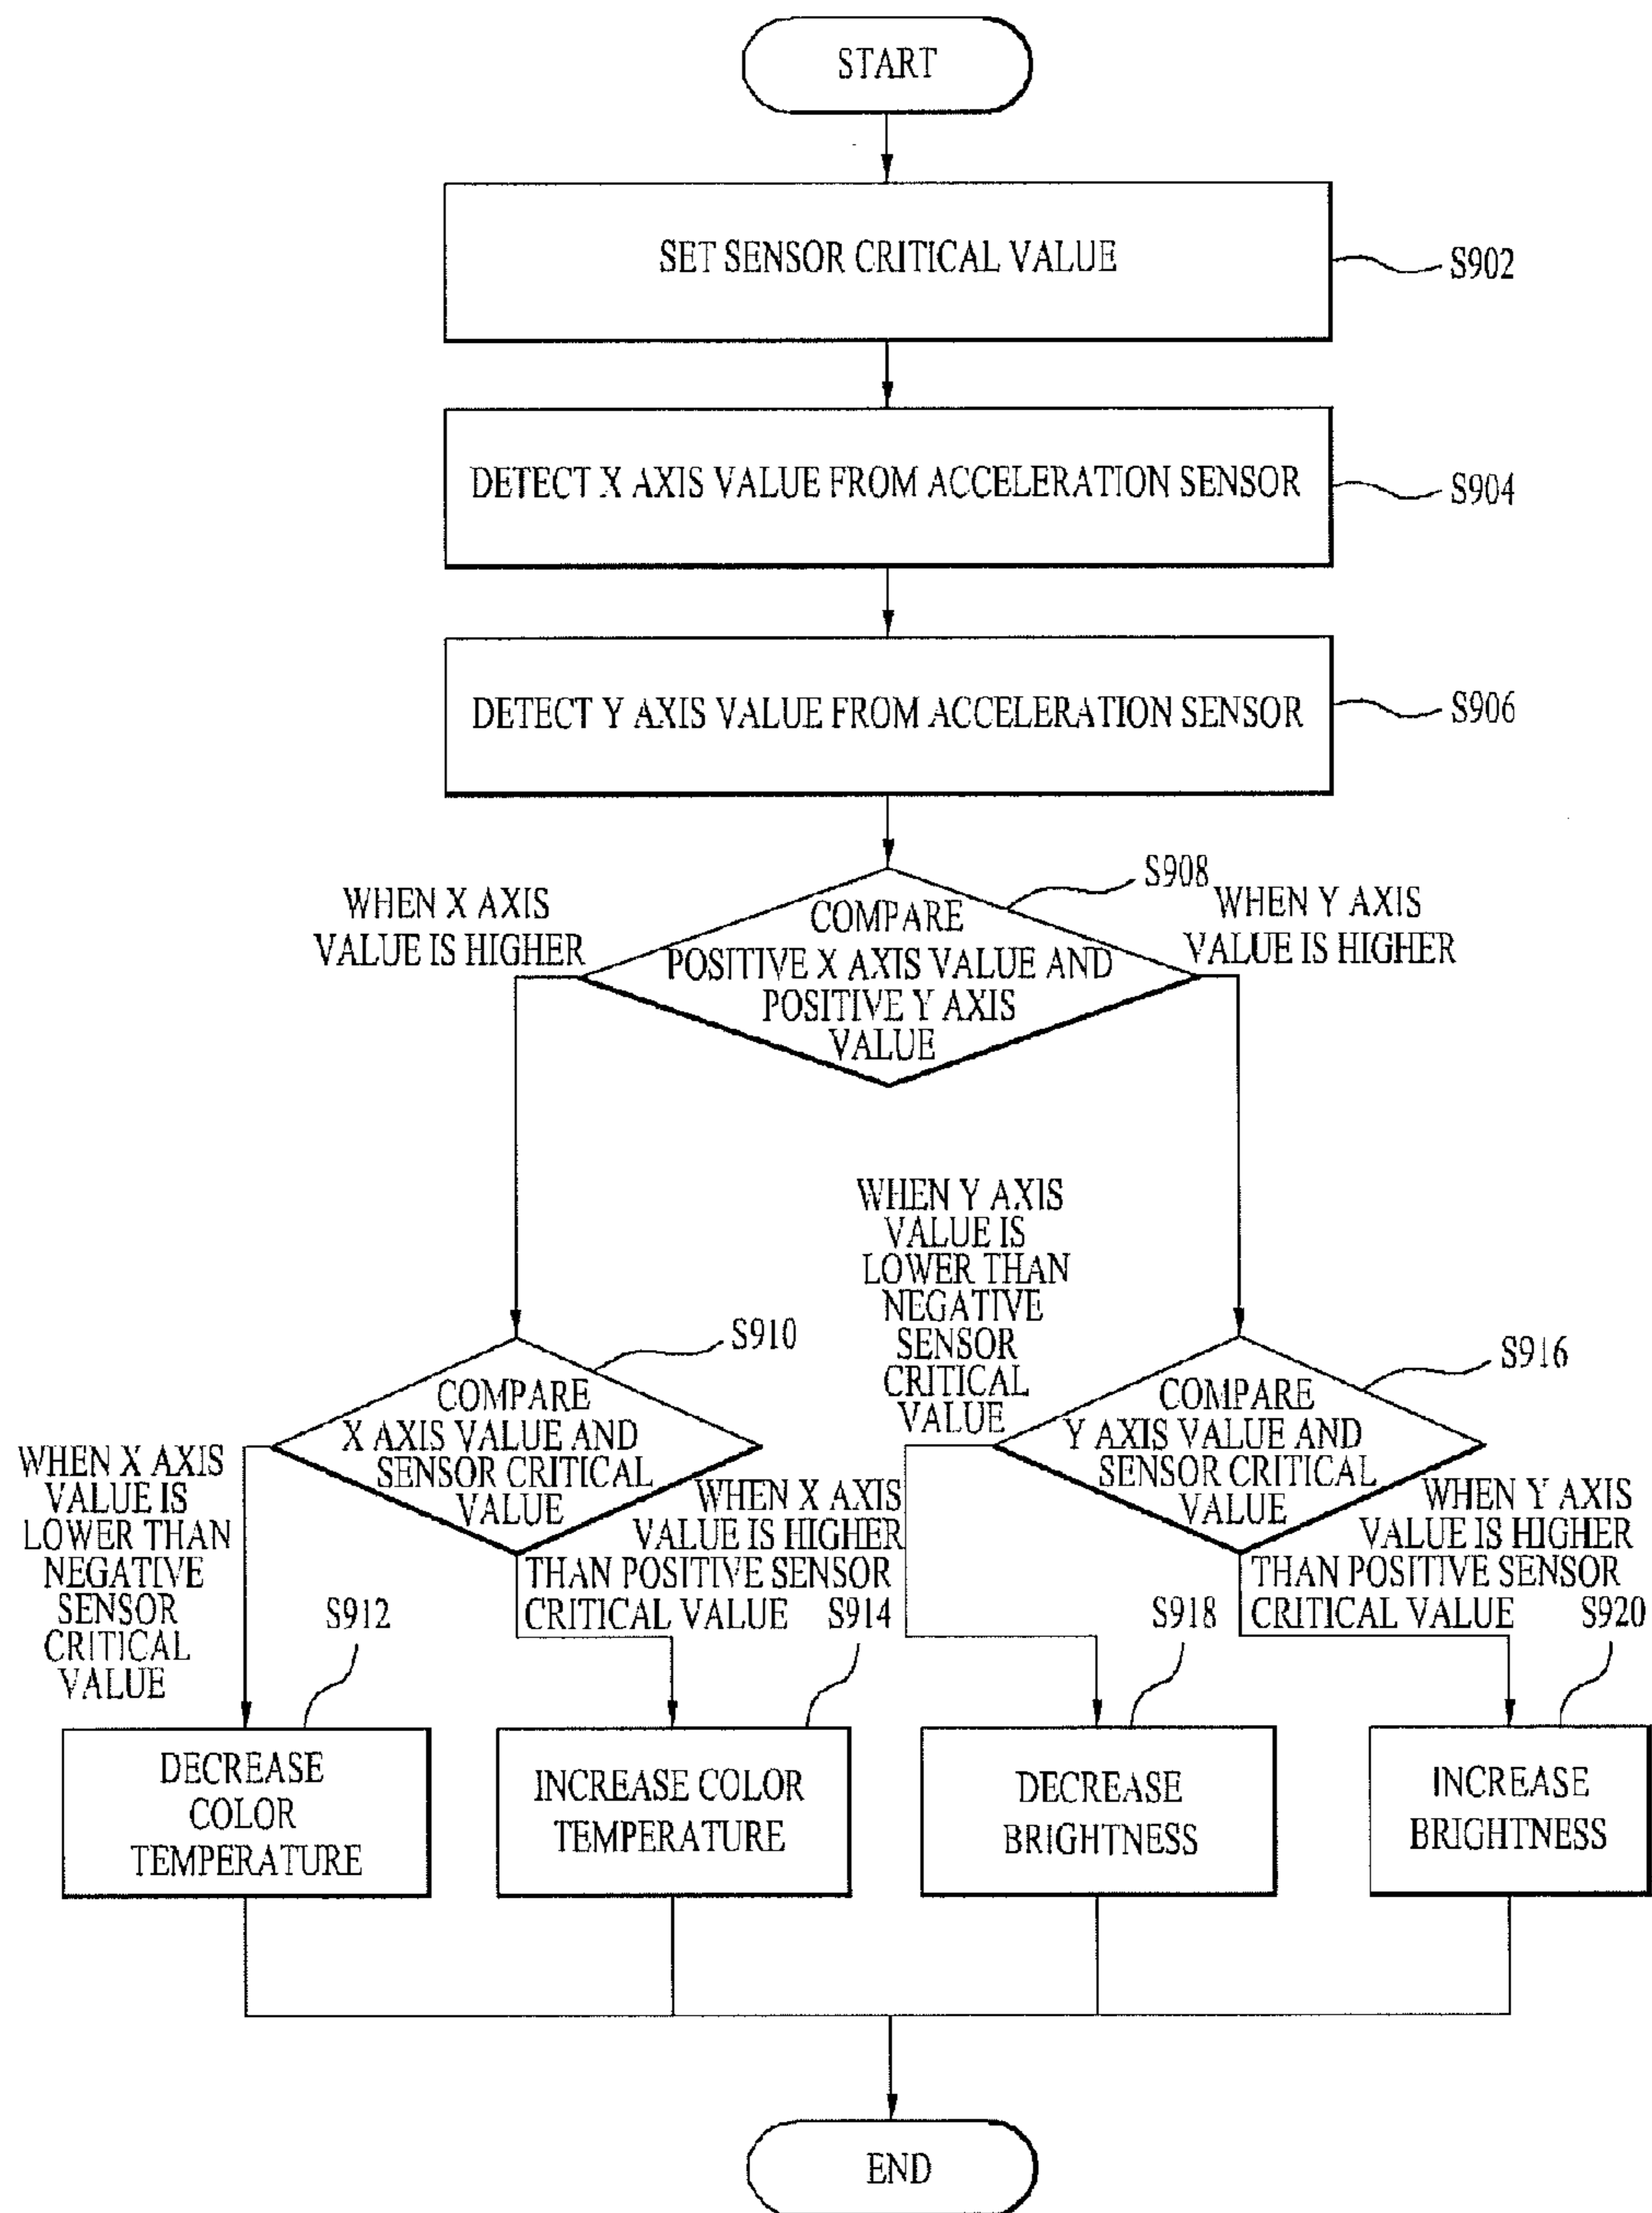 START
SET SENSOR CRITICAL VALUE
S902
DETECT X AXIS VALUE FROM ACCELERATION SENSOR
S904
DETECT Y AXIS VALUE FROM ACCELERATION SENSOR
S906
S908
WHEN X AXIS
VALUE IS HIGHER
COMPARE
POSITIVE X AXIS VALUE AND
POSITIVE Y AXIS
VALUE
WHEN Y AXIS
VALUE IS HIGHER
S910
COMPARE
X AXIS VALUE AND
SENSOR CRITICAL
VALUE
WHEN X AXIS
VALUE IS
LOWER THAN
NEGATIVE
SENSOR
CRITICAL
VALUE
WHEN X AXIS
VALUE IS HIGHER
THAN POSITIVE SENSOR
CRITICAL VALUE
WHEN Y AXIS
VALUE IS
LOWER THAN
NEGATIVE
SENSOR
CRITICAL
VALUE
S916
COMPARE
Y AXIS VALUE AND
SENSOR CRITICAL
VALUE
WHEN Y AXIS
VALUE IS HIGHER
THAN POSITIVE SENSOR
CRITICAL VALUE
S912
DECREASE
COLOR
TEMPERATURE
S914
INCREASE COLOR
TEMPERATURE
S918
DECREASE
BRIGHTNESS
S920
INCREASE
BRIGHTNESS
END